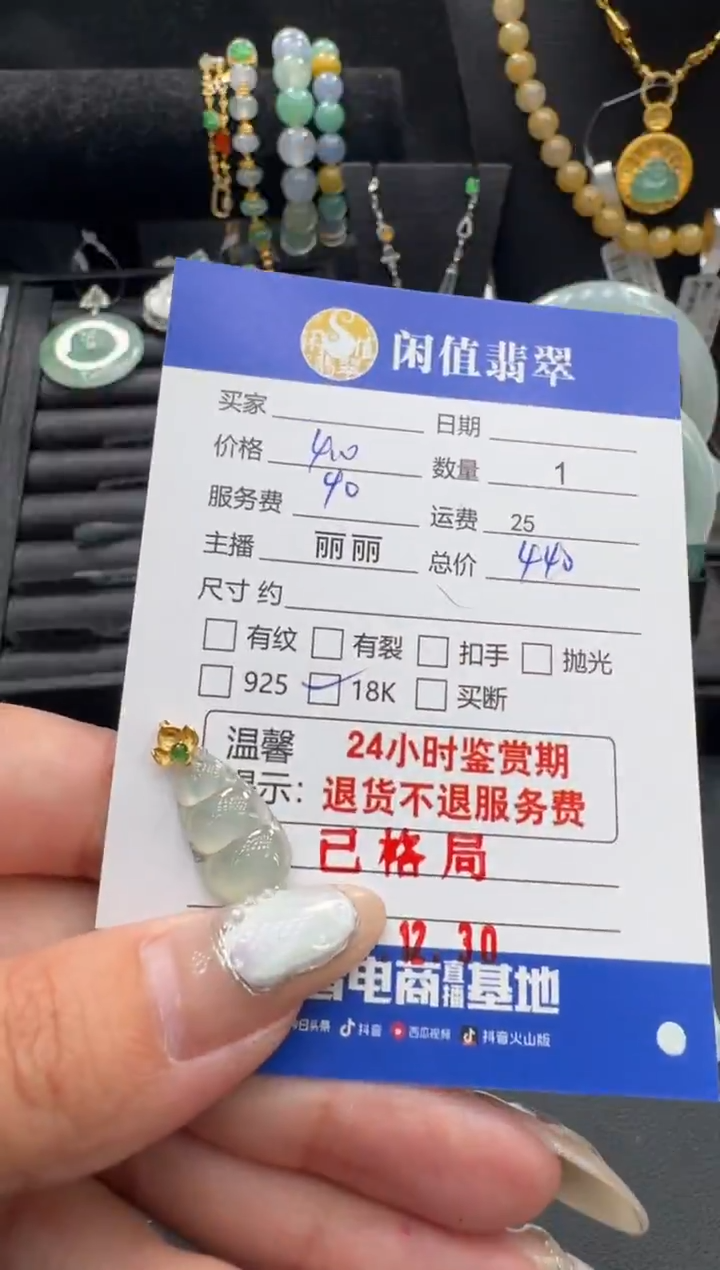 闲值翡翠
买家 日期
价格 400 数量 1
服务费 40 运费 25
主播 丽丽 总价 440
尺寸 约
有纹 有裂 扣手 抛光
925 18K 买断
温馨 24小时鉴赏期
示: 退货不退服务费
已格局
12.30
电商直播基地
日头条 抖音 西瓜视频 抖音火山版